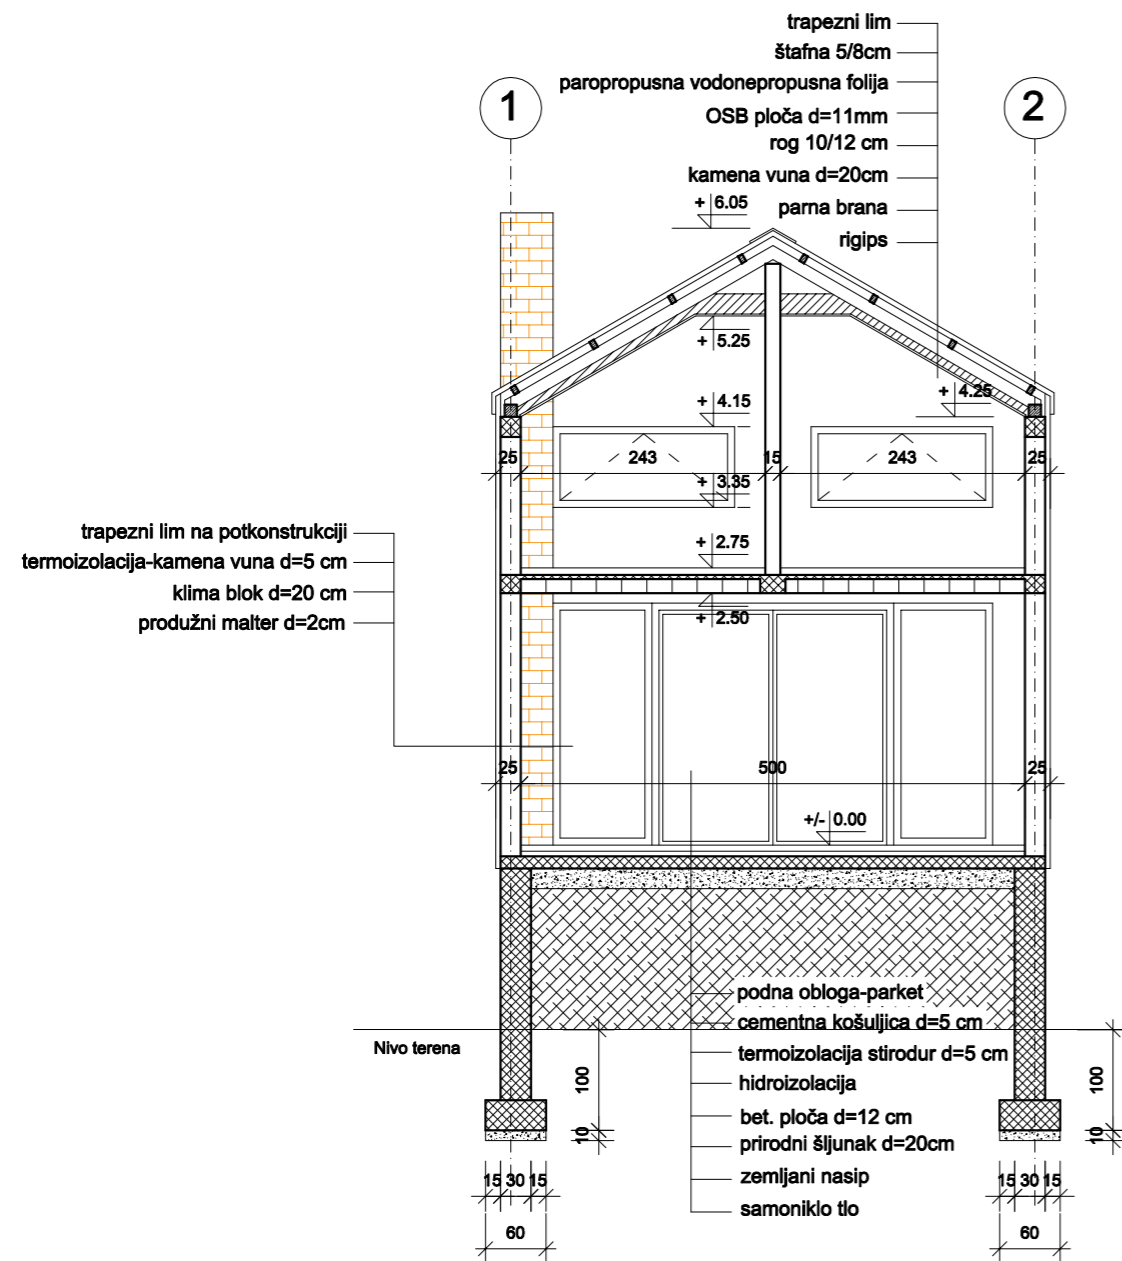 trapezni lim
štafna 5/8cm
paropropusna vodonepropusna folija
OSB ploča d=11mm
rog 10/12 cm
kamena vuna d=20cm
parna brana
rigips
1
2
+ 6.05
+ 5.25
+ 4.15
+ 4.25
25
243
15
243
25
+ 3.35
+ 2.75
+ 2.50
trapezni lim na potkonstrukciji
termoizolacija-kamena vuna d=5 cm
klima blok d=20 cm
produžni malter d=2cm
25
500
25
+/- 0.00
podna obloga-parket
cementna košuljica d=5 cm
termoizolacija stirodur d=5 cm
hidroizolacija
bet. ploča d=12 cm
prirodni šljunak d=20cm
zemljani nasip
samoniklo tlo
Nivo terena
100
10
100
10
15 30 15
60
15 30 15
60